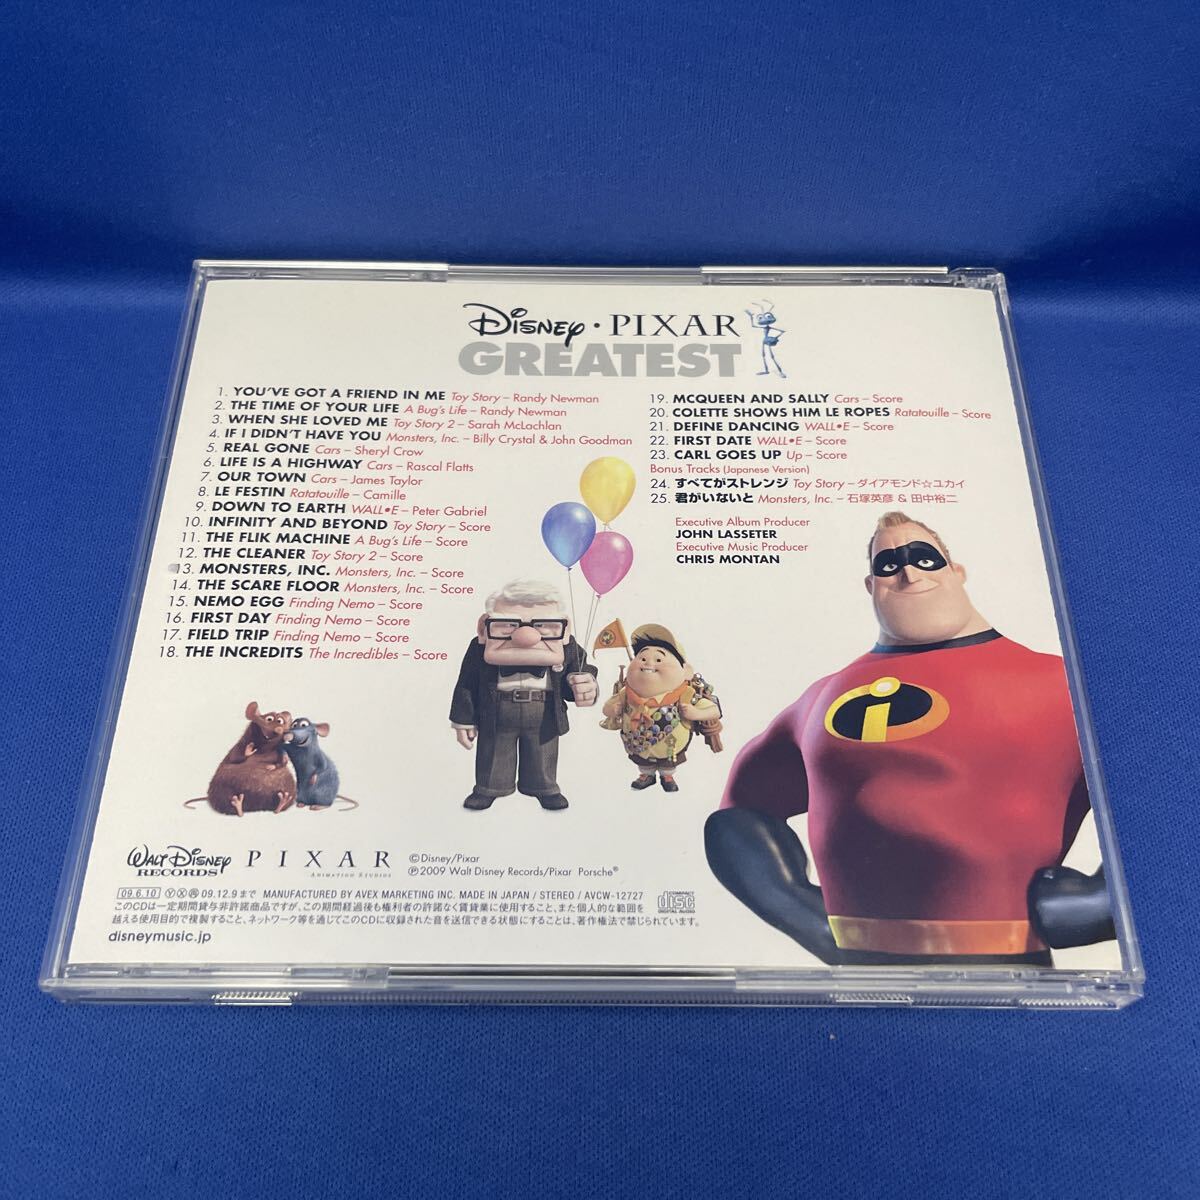 Disney · PIXAR
GREATEST
1. YOU'VE GOT A FRIEND IN ME Toy Story – Randy Newman
2. THE TIME OF YOUR LIFE A Bug's Life – Randy Newman
3. WHEN SHE LOVED ME Toy Story 2 – Sarah McLachlan
4. IF I DIDN'T HAVE YOU Monsters, Inc. – Billy Crystal & John Goodman
5. REAL GONE Cars – Sheryl Crow
6. LIFE IS A HIGHWAY Cars – Rascal Flatts
7. OUR TOWN Cars – James Taylor
8. LE FESTIN Ratatouille – Camille
9. DOWN TO EARTH WALL•E – Peter Gabriel
10. INFINITY AND BEYOND Toy Story – Score
11. THE FLIK MACHINE A Bug's Life – Score
12. THE CLEANER Toy Story 2 – Score
13. MONSTERS, INC. Monsters, Inc. – Score
14. THE SCARE FLOOR Monsters, Inc. – Score
15. NEMO EGG Finding Nemo – Score
16. FIRST DAY Finding Nemo – Score
17. FIELD TRIP Finding Nemo – Score
18. THE INCREDITS The Incredibles – Score
19. MCQUEEN AND SALLY Cars – Score
20. COLETTE SHOWS HIM LE ROPES Ratatouille – Score
21. DEFINE DANCING WALL•E – Score
22. FIRST DATE WALL•E – Score
23. CARL GOES UP Up – Score
Bonus Tracks (Japanese Version)
24. すべてがストレンジ Toy Story – ダイアモンド☆ユカイ
25. 君がいないと Monsters, Inc. – 石塚英彦 & 田中裕二
Executive Album Producer
JOHN LASSETER
Executive Music Producer
CHRIS MONTAN
i
WALT DISNEY
RECORDS
PIXAR
ANIMATION STUDIOS
©Disney/Pixar
℗2009 Walt Disney Records/Pixar Porsche®
09.6.10 Ⓨ Ⓧ ㊢ 09.12.9まで MANUFACTURED BY AVEX MARKETING INC. MADE IN JAPAN / STEREO / AVCW-12727
このCDは一定期間貸与非許諾商品ですが、この期間経過後も権利者の許諾なく賃貸業に使用すること、また個人的な範囲を
越える使用目的で複製すること、ネットワーク等を通じてこのCDに収録された音を送信できる状態にすることは、著作権法で禁じられています。
COMPACT
disc
DIGITAL AUDIO
disneymusic.jp